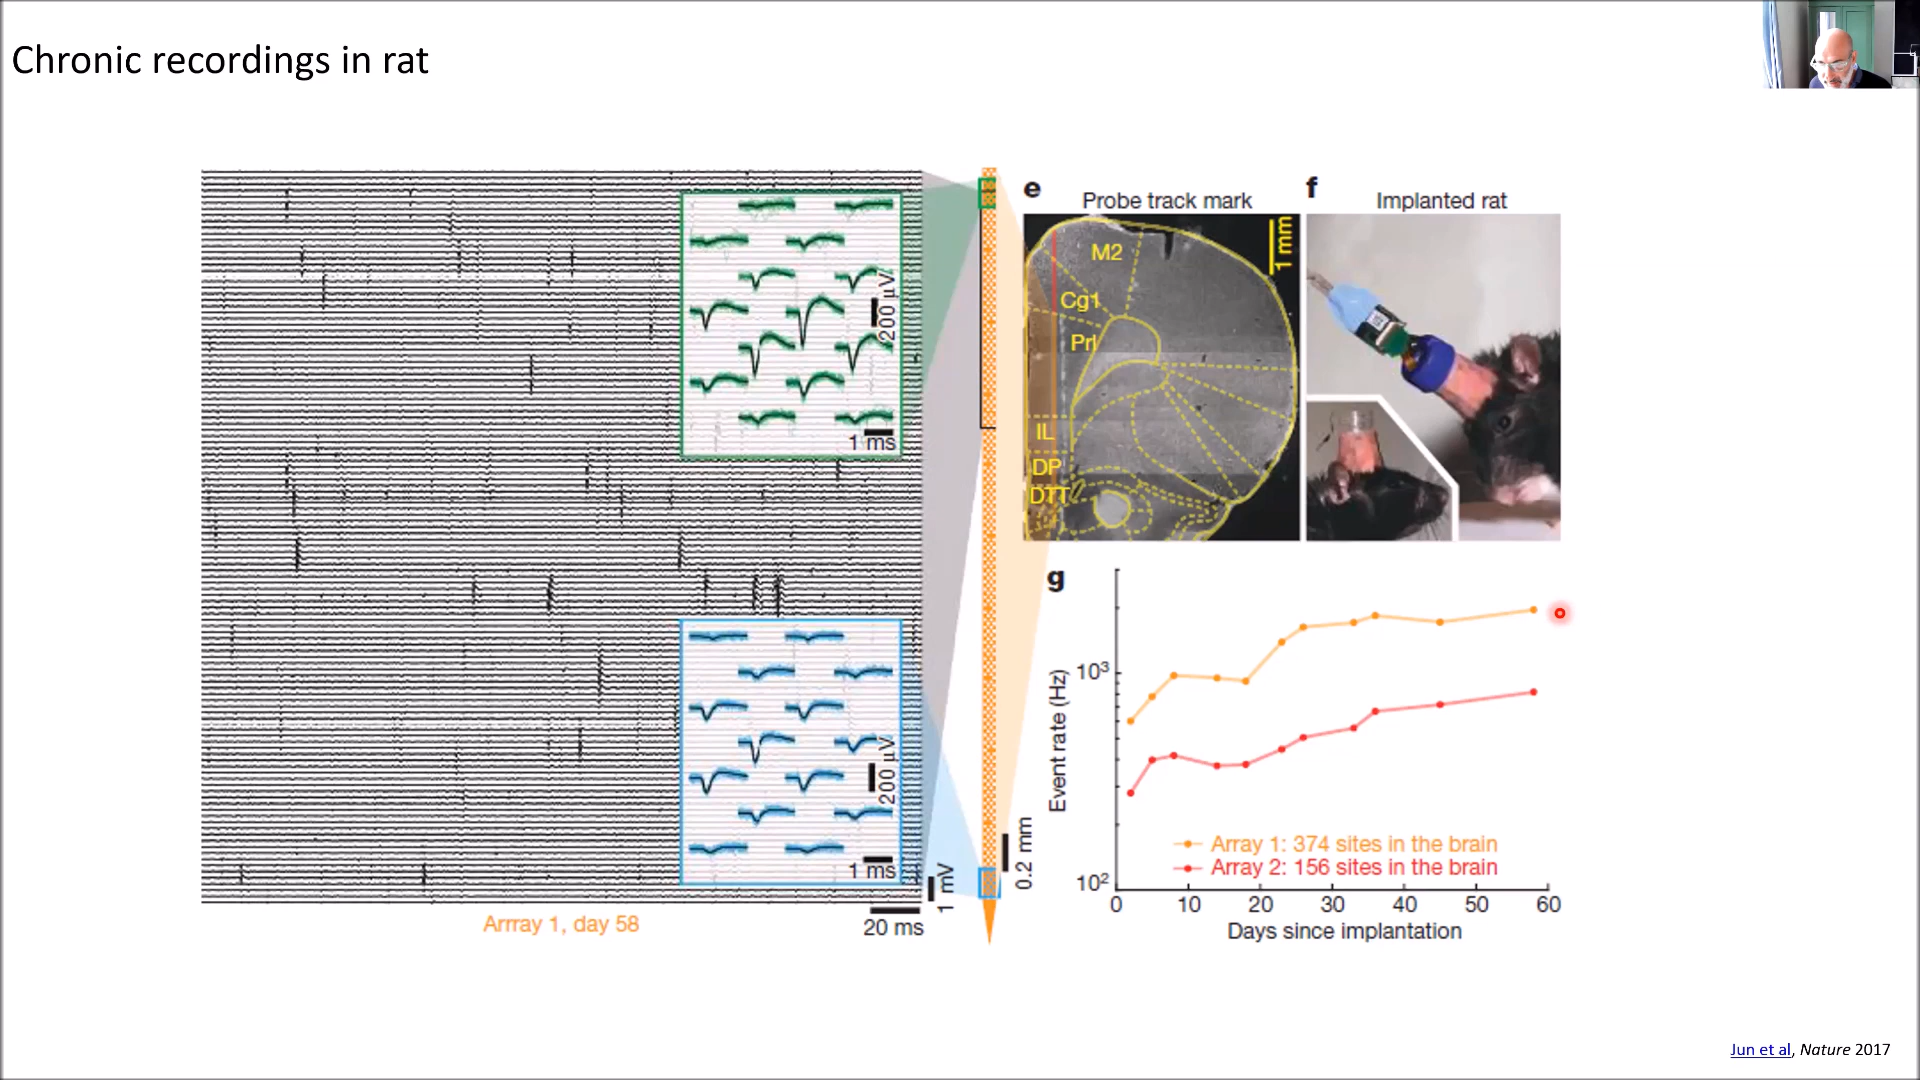 Chronic recordings in rat
200 µV
1 ms
200 µV
1 ms
1 mV
20 ms
0.2 mm
Arrray 1, day 58
e
Probe track mark
1 mm
M2
Cg1
Prl
IL
DP
DTT
f
Implanted rat
g
Event rate (Hz)
10³
10²
Array 1: 374 sites in the brain
Array 2: 156 sites in the brain
0 10 20 30 40 50 60
Days since implantation
Jun et al, Nature 2017